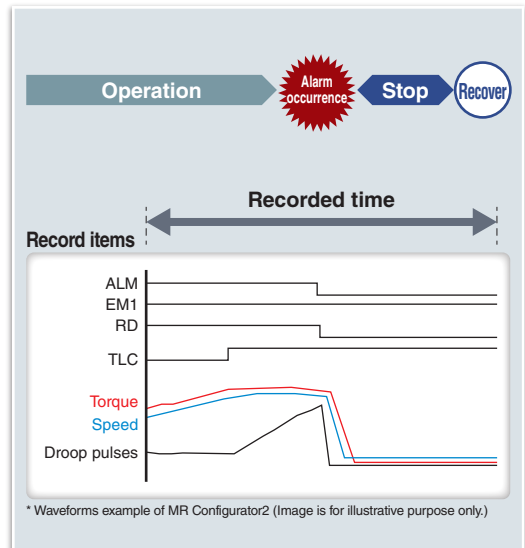 Operation
Alarm
occurrence
Stop
Recover
Recorded time
Record items
ALM
EM1
RD
TLC
Torque
Speed
Droop pulses
* Waveforms example of MR Configurator2 (Image is for illustrative purpose only.)